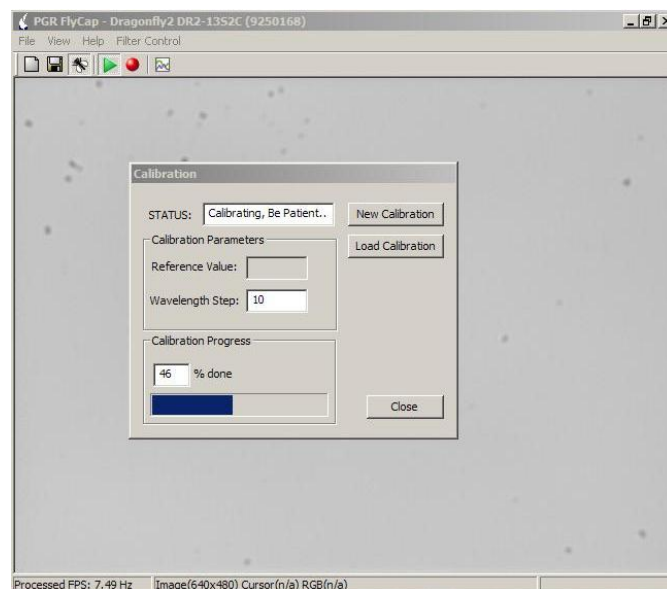 PGR FlyCap - Dragonfly2 DR2-13S2C (9250168)
File View Help Filter Control
Calibration
STATUS: Calibrating, Be Patient.. New Calibration
Calibration Parameters Load Calibration
Reference Value:
Wavelength Step: 10
Calibration Progress
46 % done
Close
Processed FPS: 7.49 Hz Image(640x480) Cursor(n/a) RGB(n/a)